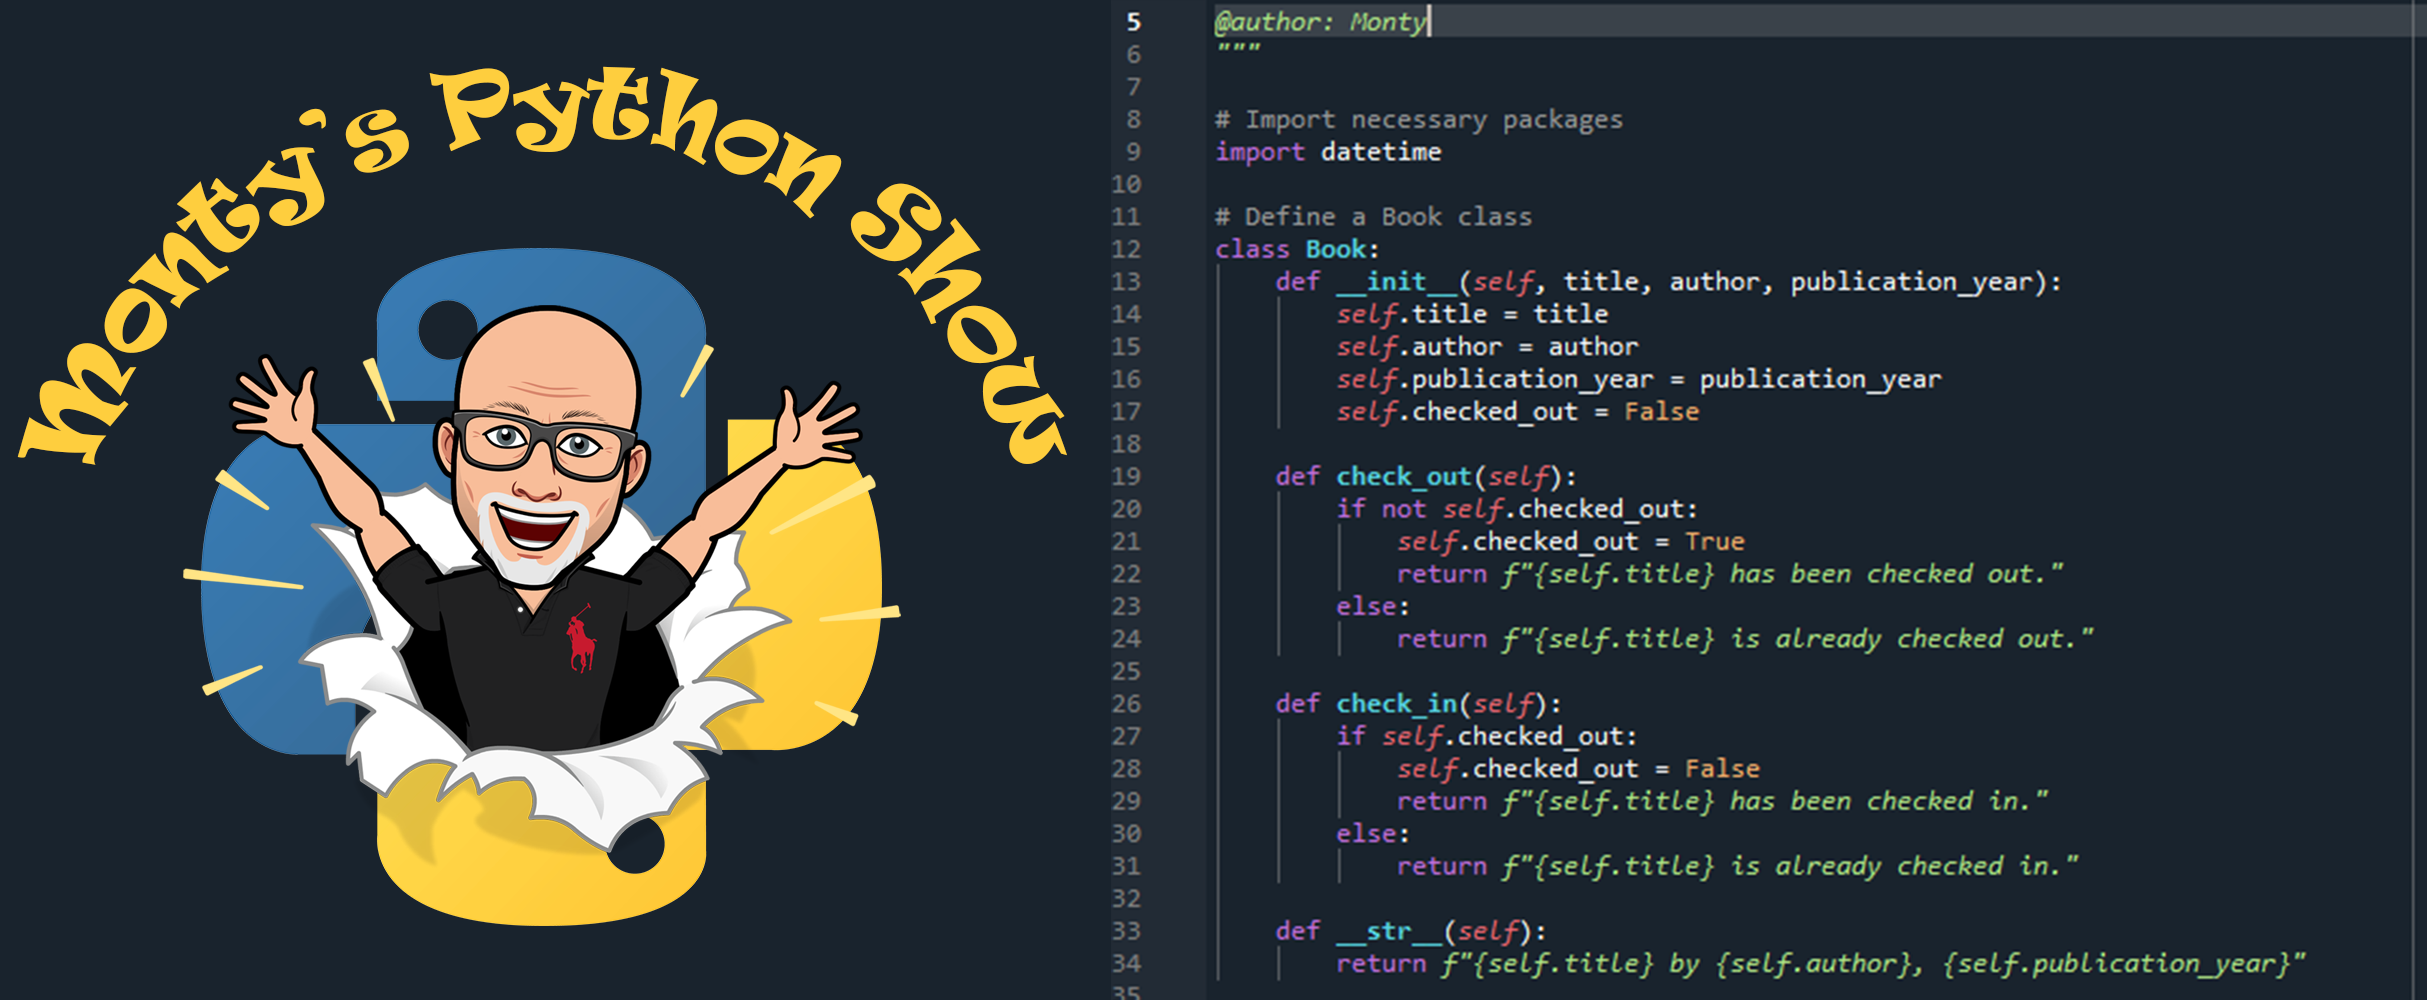 Monty's Python Show
5 @author: Monty
6 """
7
8 # Import necessary packages
9 import datetime
10
11 # Define a Book class
12 class Book:
13     def __init__(self, title, author, publication_year):
14         self.title = title
15         self.author = author
16         self.publication_year = publication_year
17         self.checked_out = False
18
19     def check_out(self):
20         if not self.checked_out:
21             self.checked_out = True
22             return f"{self.title} has been checked out."
23         else:
24             return f"{self.title} is already checked out."
25
26     def check_in(self):
27         if self.checked_out:
28             self.checked_out = False
29             return f"{self.title} has been checked in."
30         else:
31             return f"{self.title} is already checked in."
32
33     def __str__(self):
34         return f"{self.title} by {self.author}, {self.publication_year}"
35